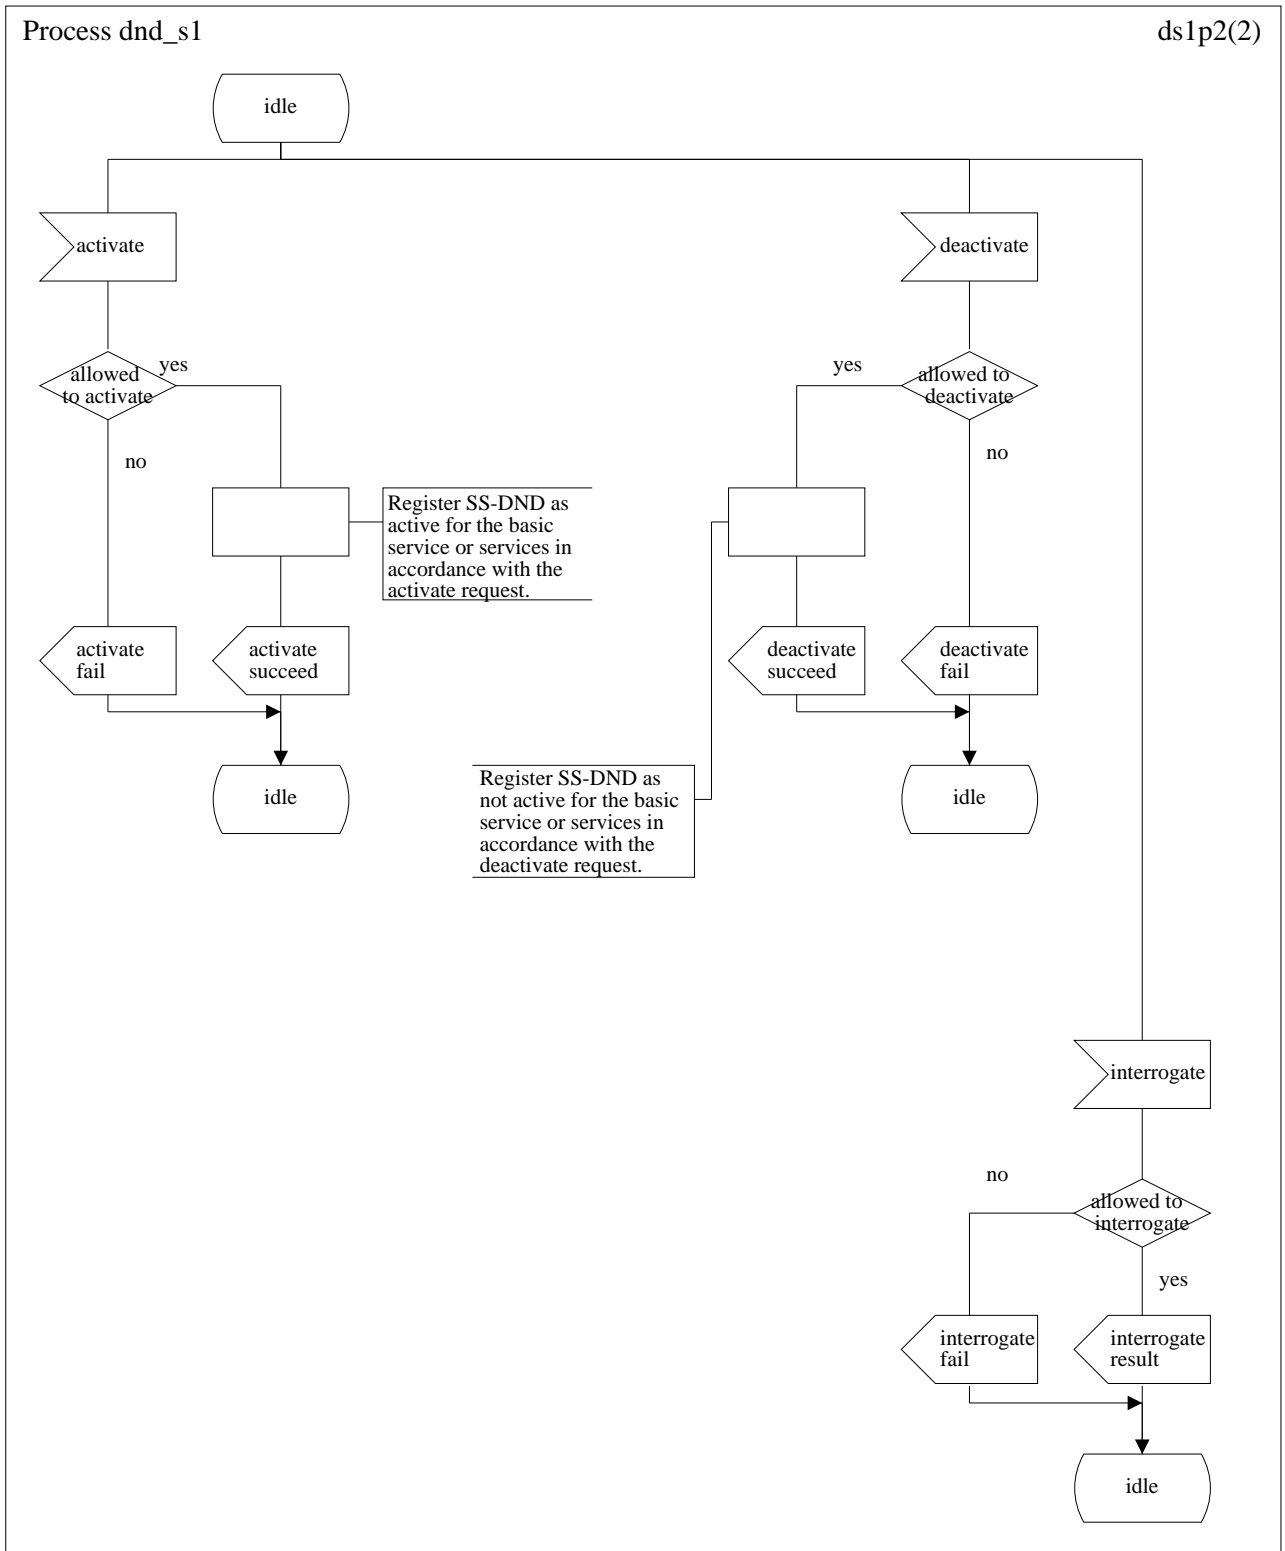 Process dnd_s1
ds1p2(2)
idle
activate
deactivate
allowed
to activate
yes
no
yes
allowed to
deactivate
no
Register SS-DND as
active for the basic
service or services in
accordance with the
activate request.
activate
fail
activate
succeed
deactivate
succeed
deactivate
fail
idle
Register SS-DND as
not active for the basic
service or services in
accordance with the
deactivate request.
idle
interrogate
no
allowed to
interrogate
yes
interrogate
fail
interrogate
result
idle